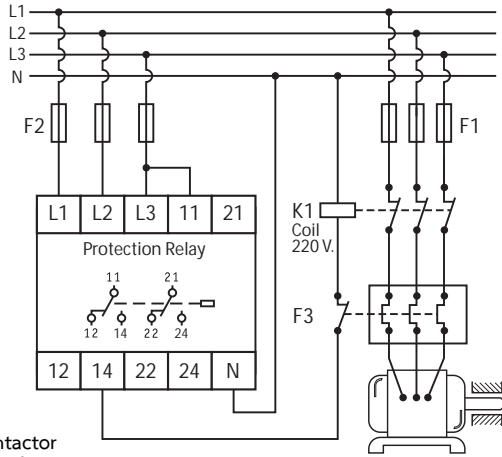 L1
L2
L3
N
F2
F1
L1 L2 L3 11 21
K1
Coil
220 V.
Protection Relay
11 21
12 14 22 24
F3
12 14 22 24 N
ntactor